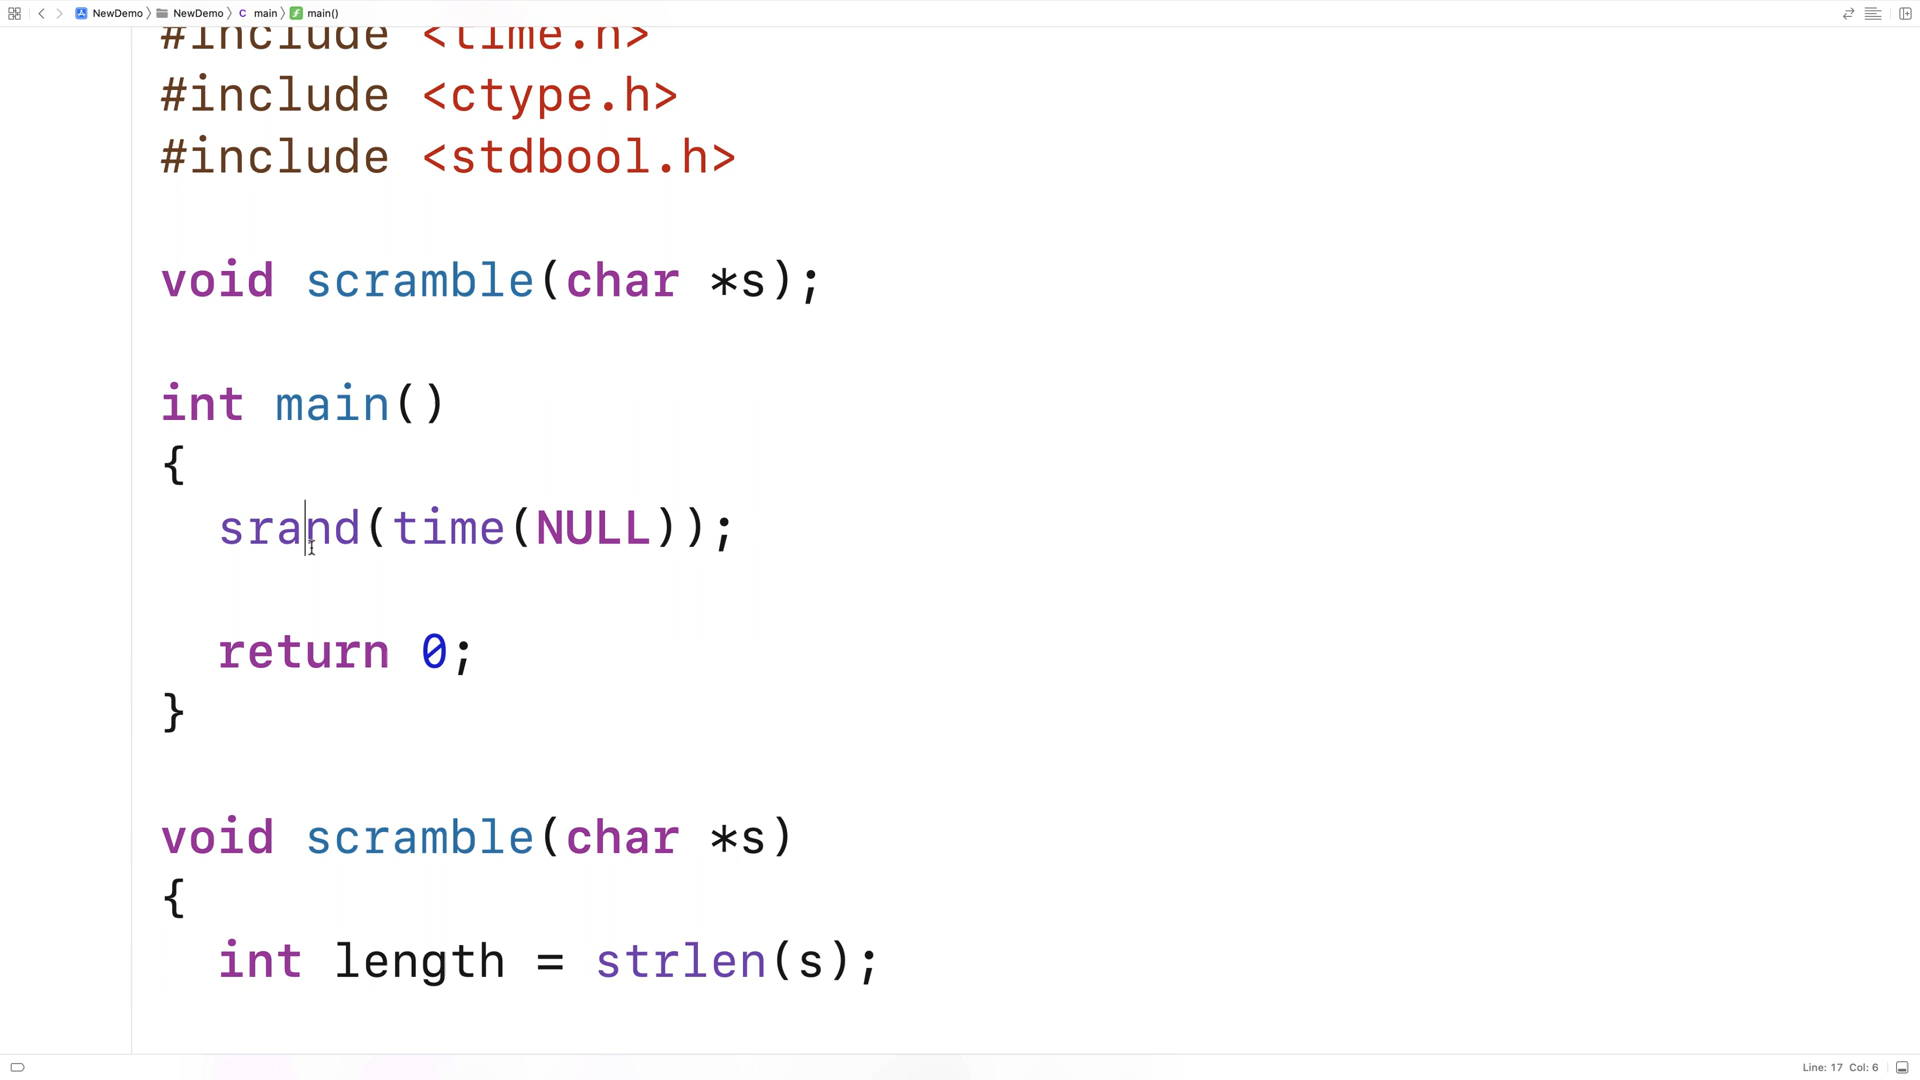 NewDemo 〉 NewDemo 〉 C main 〉 f main()
#include <time.h>
#include <ctype.h>
#include <stdbool.h>
void scramble(char *s);
int main()
{
srand(time(NULL));
return 0;
}
void scramble(char *s)
{
int length = strlen(s);
Line: 17 Col: 6